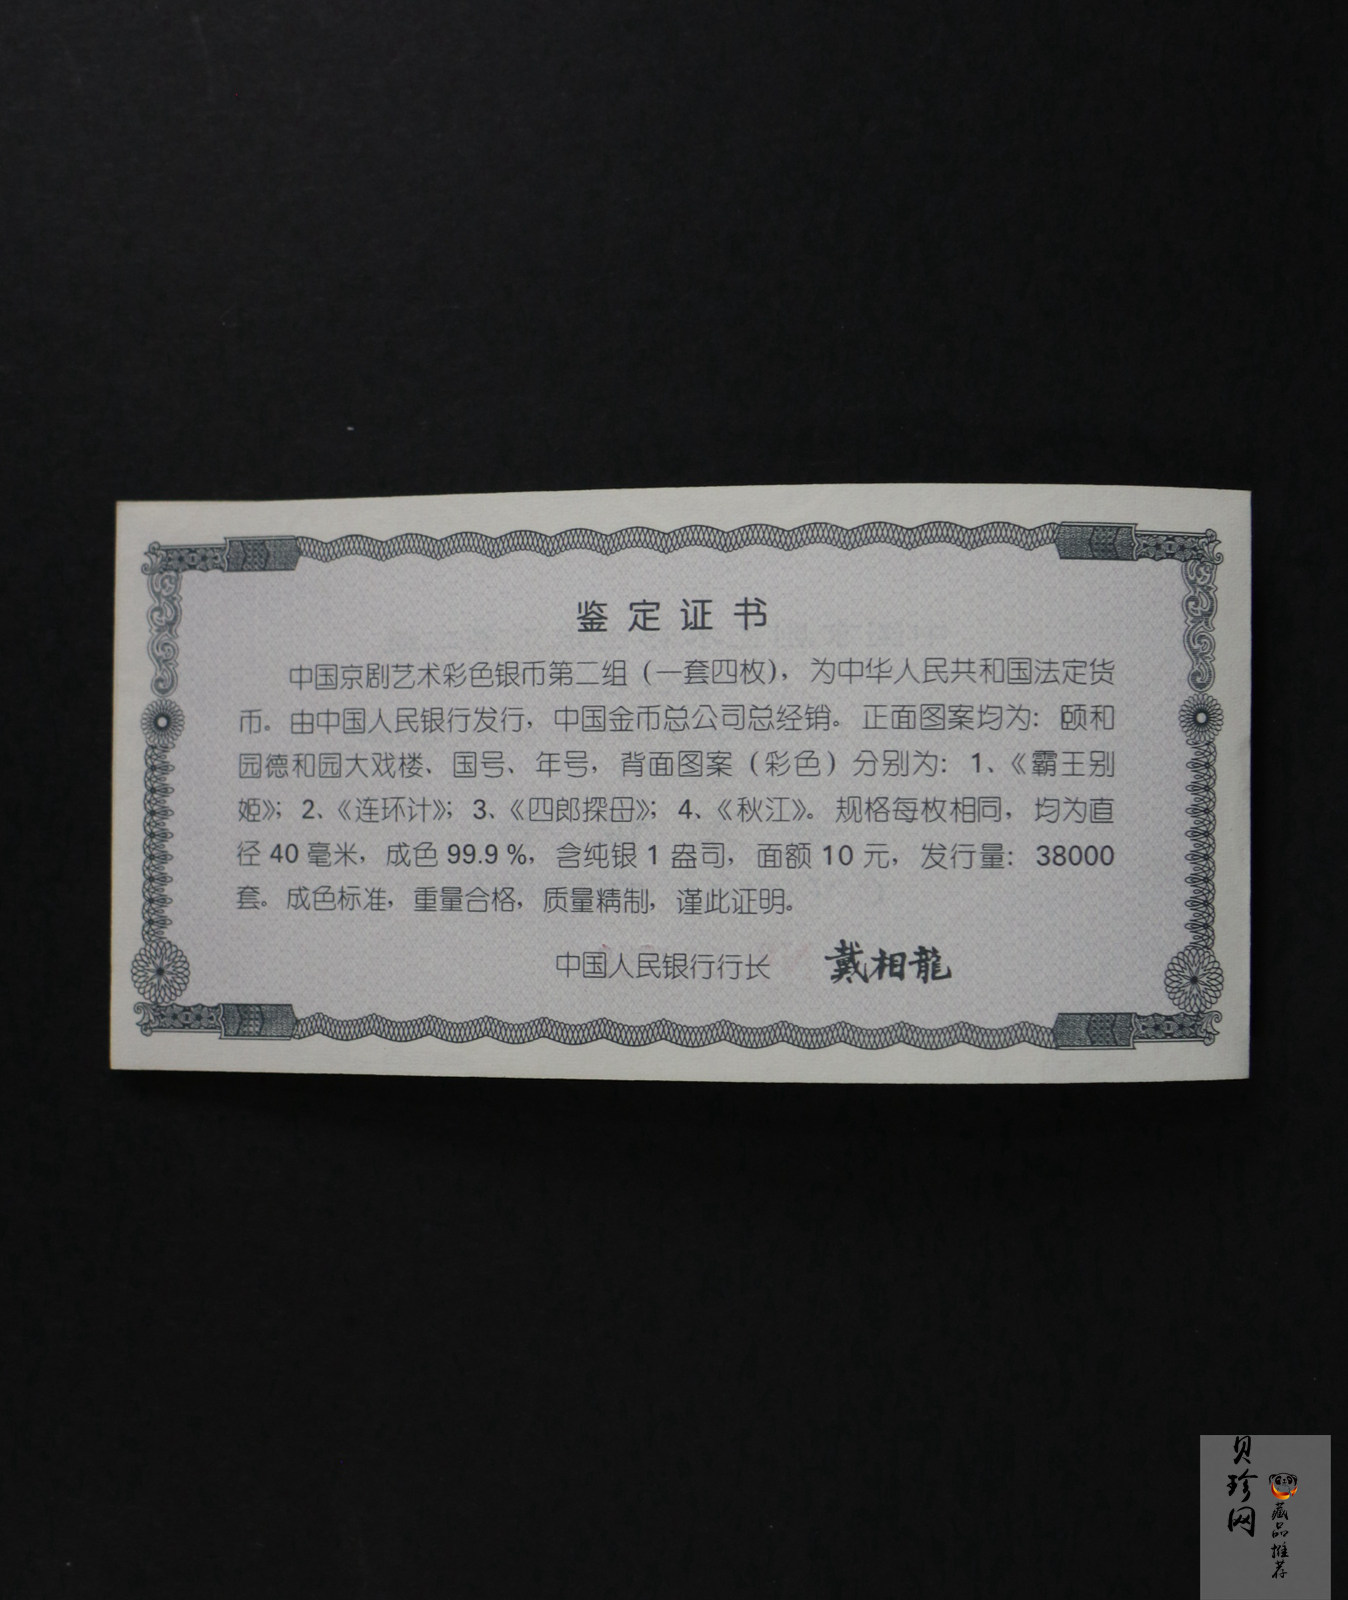 鉴定证书
中国京剧艺术彩色银币第二组（一套四枚），为中华人民共和国法定货
币。由中国人民银行发行，中国金币总公司总经销。正面图案均为：颐和
园德和园大戏楼、国号、年号，背面图案（彩色）分别为：1、《霸王别
姬》；2、《连环计》；3、《四郎探母》；4、《秋江》。规格每枚相同，均为直
径40毫米，成色99.9%，含纯银1盎司，面额10元，发行量：38000
套。成色标准，重量合格，质量精制，谨此证明。
中国人民银行行长 戴相龍
贝珍网
藏品推荐